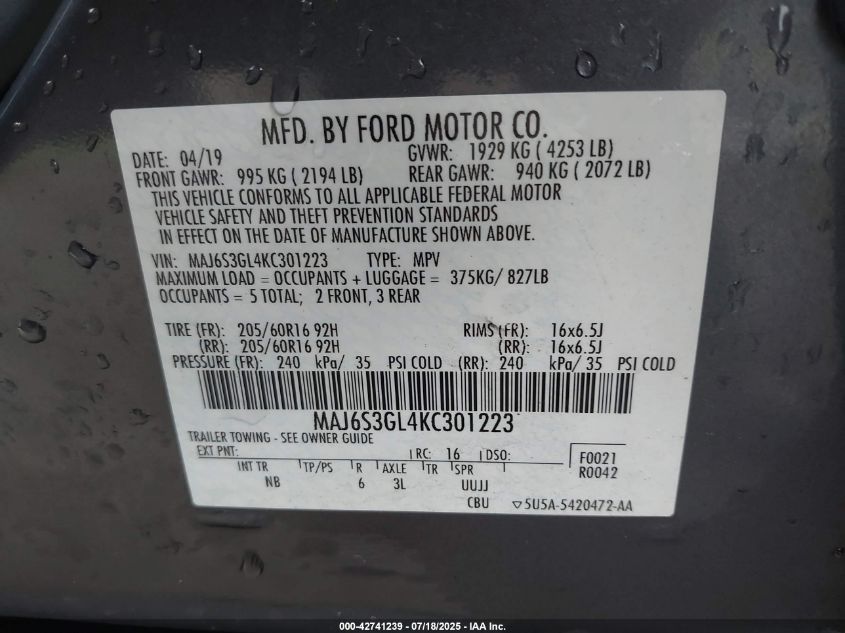 MFD. BY FORD MOTOR CO.
DATE: 04/19 GVWR: 1929 KG ( 4253 LB)
FRONT GAWR: 995 KG ( 2194 LB) REAR GAWR: 940 KG ( 2072 LB)
THIS VEHICLE CONFORMS TO ALL APPLICABLE FEDERAL MOTOR
VEHICLE SAFETY AND THEFT PREVENTION STANDARDS
IN EFFECT ON THE DATE OF MANUFACTURE SHOWN ABOVE.
VIN: MAJ6S3GL4KC301223 TYPE: MPV
MAXIMUM LOAD = OCCUPANTS + LUGGAGE = 375KG/ 827LB
OCCUPANTS = 5 TOTAL; 2 FRONT, 3 REAR
TIRE (FR): 205/60R16 92H RIMS (FR): 16x6.5J
(RR): 205/60R16 92H (RR): 16x6.5J
PRESSURE (FR): 240 kPa/ 35 PSI COLD (RR): 240 kPa/ 35 PSI COLD
MAJ6S3GL4KC301223
TRAILER TOWING - SEE OWNER GUIDE
EXT PNT: RC: 16 DSO: F0021
R0042
INT TR TP/PS R AXLE TR SPR
NB 6 3L UUJJ
CBU 5U5A-5420472-AA
000-42741239 - 07/18/2025 - IAA Inc.